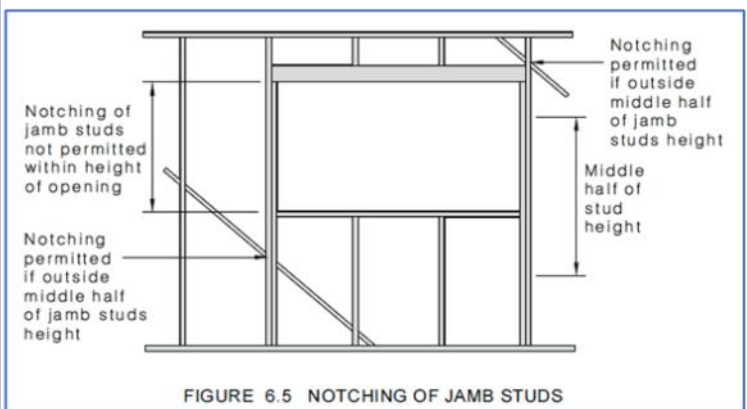 Notching of
jamb studs
not permitted
within height
of opening
Notching
permitted
if outside
middle half
of jamb studs
height
Notching
permitted
if outside
middle half
of jamb
studs height
Middle
half of
stud
height
FIGURE 6.5 NOTCHING OF JAMB STUDS